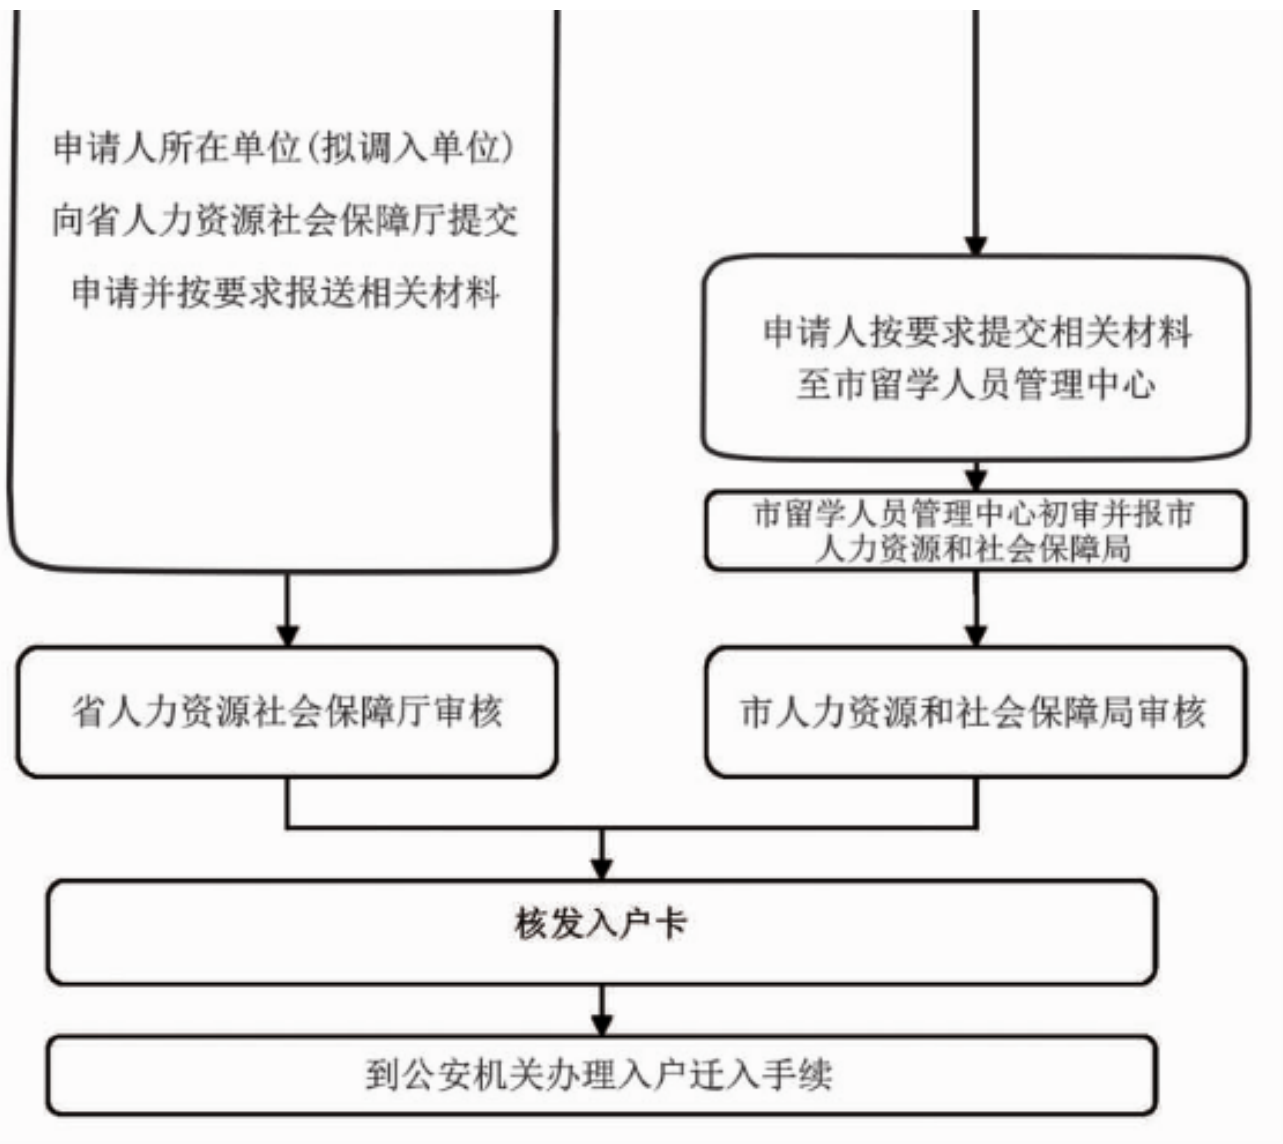 申请人所在单位(拟调入单位)
向省人力资源社会保障厅提交
申请并按要求报送相关材料
申请人按要求提交相关材料
至市留学人员管理中心
市留学人员管理中心初审并报市
人力资源和社会保障局
省人力资源社会保障厅审核
市人力资源和社会保障局审核
核发入户卡
到公安机关办理入户迁入手续